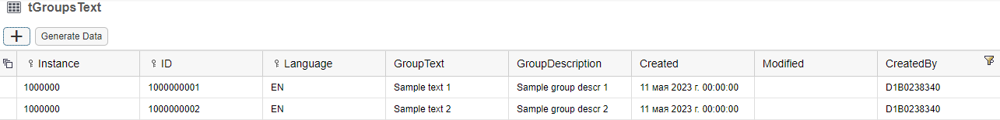 tGroupsText
Generate Data
Instance ID Language GroupText GroupDescription Created Modified CreatedBy
1000000 1000000001 EN Sample text 1 Sample group descr 1 11 мая 2023 г. 00:00:00 D1B0238340
1000000 1000000002 EN Sample text 2 Sample group descr 2 11 мая 2023 г. 00:00:00 D1B0238340